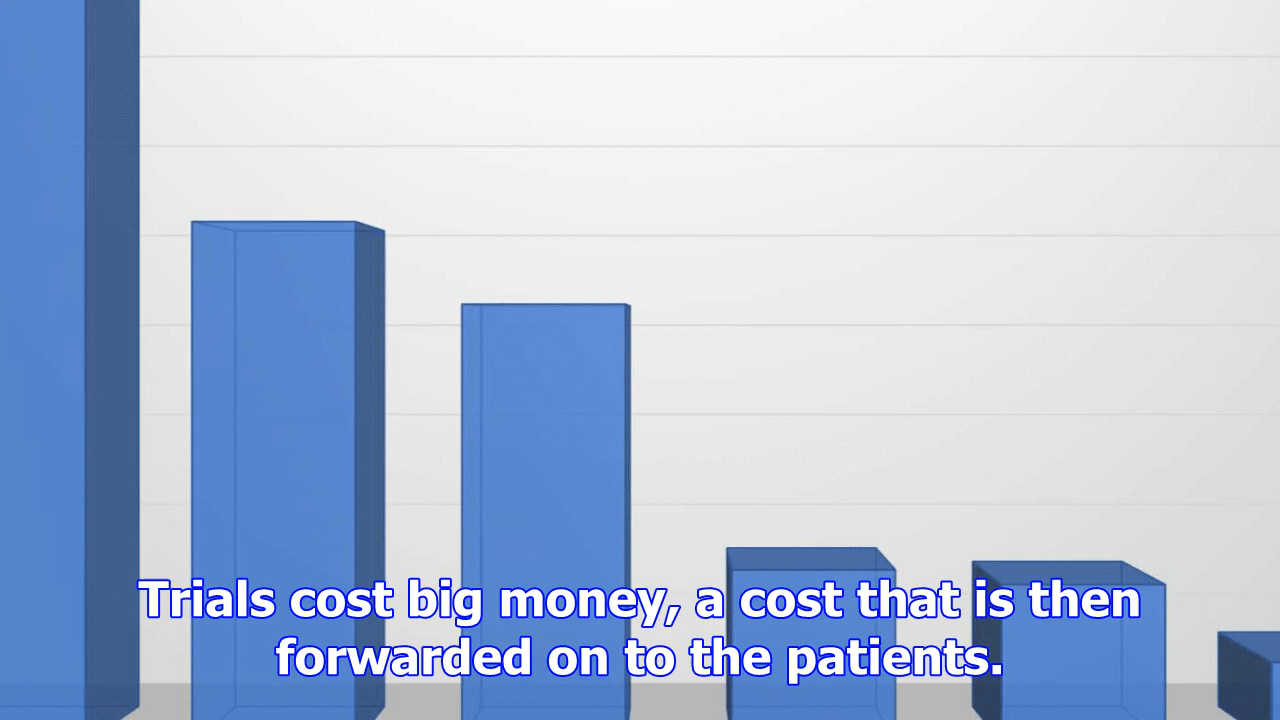 Trials cost big money, a cost that is then
forwarded on to the patients.